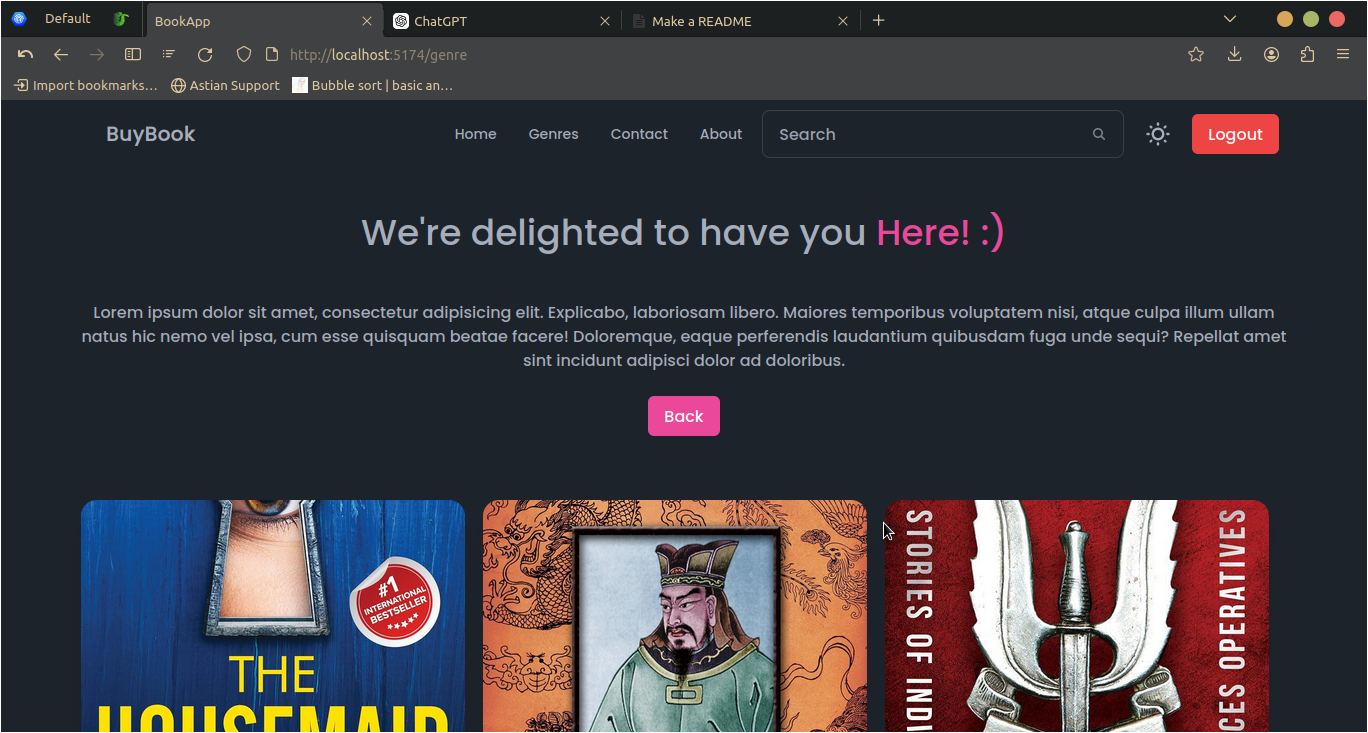 Default
BookApp
ChatGPT
Make a README
http://localhost:5174/genre
Import bookmarks...
Astian Support
Bubble sort | basic an...
BuyBook
Home
Genres
Contact
About
Search
Logout
We're delighted to have you Here! :)
Lorem ipsum dolor sit amet, consectetur adipisicing elit. Explicabo, laboriosam libero. Maiores temporibus voluptatem nisi, atque culpa illum ullam
natus hic nemo vel ipsa, cum esse quisquam beatae facere! Doloremque, eaque perferendis laudantium quibusdam fuga unde sequi? Repellat amet
sint incidunt adipisci dolor ad doloribus.
Back
#1
INTERNATIONAL
BESTSELLER
THE
HOUSEMAID
STORIES OF INDI
CES OPERATIVES